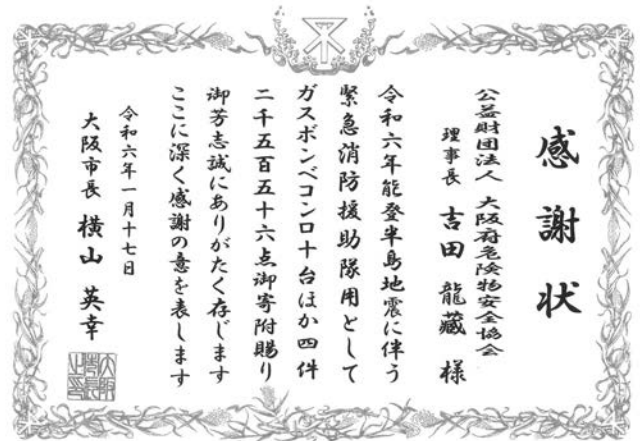 感謝状
公益財団法人 大阪府危険物安全協会
理事長 吉田 龍藏 様
令和六年能登半島地震に伴う
緊急消防援助隊用として
ガスボンベコンロ十台ほか四件
二千五百五十六点御寄附賜り
御芳志誠にありがたく存じます
ここに深く感謝の意を表します
令和六年一月十七日
大阪市長 横山 英幸